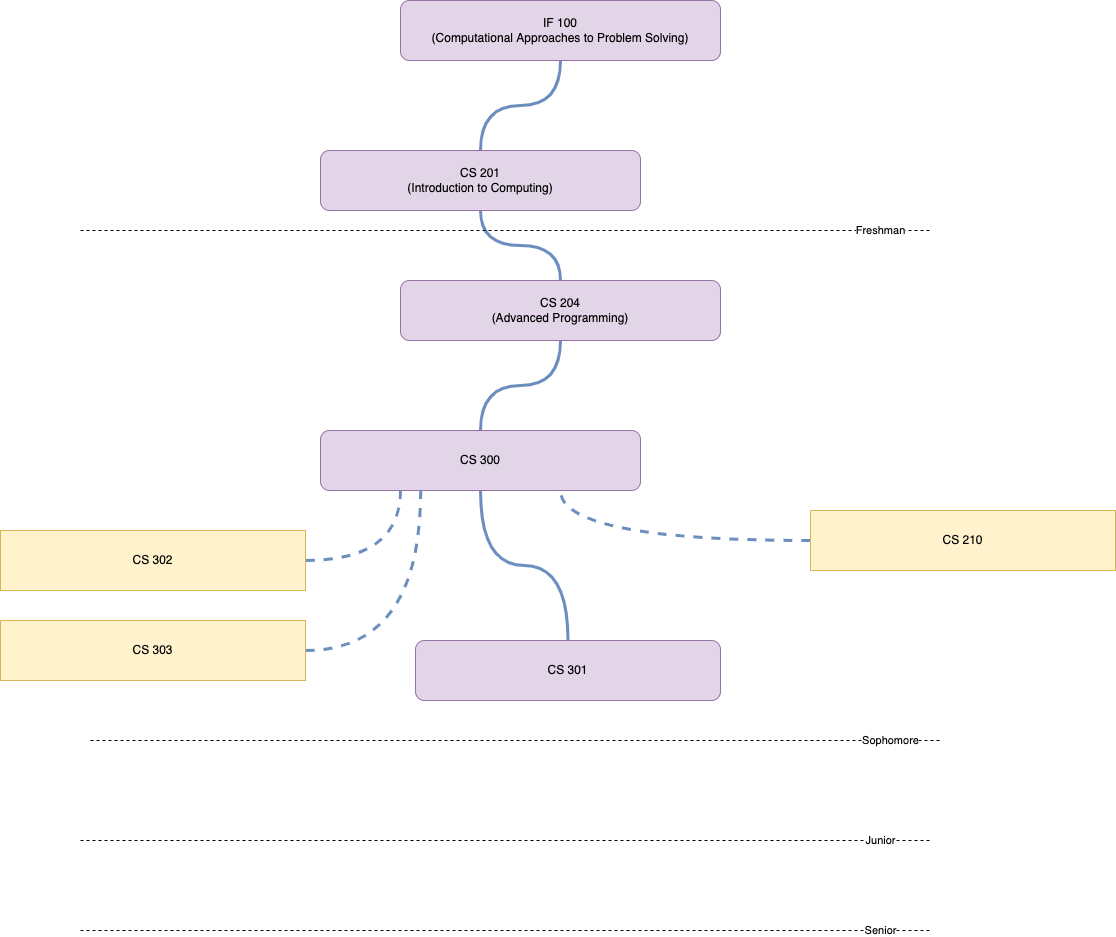 IF 100
(Computational Approaches to Problem Solving)
CS 201
(Introduction to Computing)
Freshman
CS 204
(Advanced Programming)
CS 300
CS 302
CS 210
CS 303
CS 301
Sophomore
Junior
Senior